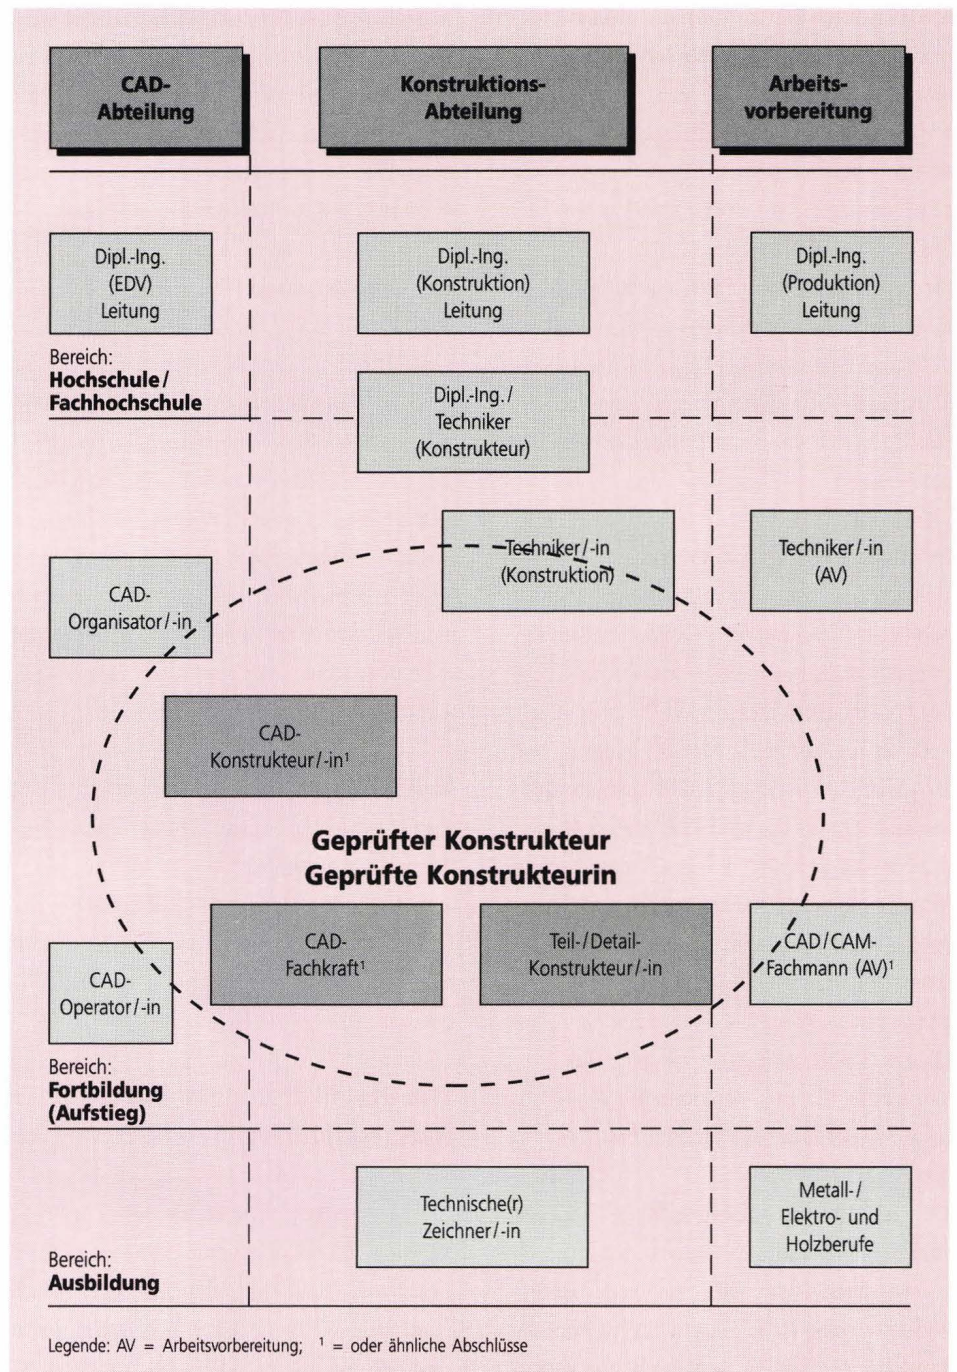 CAD-
Abteilung
Konstruktions-
Abteilung
Arbeits-
vorbereitung
Dipl.-Ing.
(EDV)
Leitung
Dipl.-Ing.
(Konstruktion)
Leitung
Dipl.-Ing.
(Produktion)
Leitung
Bereich:
Hochschule/
Fachhochschule
Dipl.-Ing./
Techniker
(Konstrukteur)
Techniker/-in
(Konstruktion)
Techniker/-in
(AV)
CAD-
Organisator/-in
CAD-
Konstrukteur/-in¹
Geprüfter Konstrukteur
Geprüfte Konstrukteurin
CAD-
Fachkraft¹
Teil-/Detail-
Konstrukteur/-in
CAD/CAM-
Fachmann (AV)¹
CAD-
Operator/-in
Bereich:
Fortbildung
(Aufstieg)
Technische(r)
Zeichner/-in
Metall-/
Elektro- und
Holzberufe
Bereich:
Ausbildung
Legende: AV = Arbeitsvorbereitung; ¹ = oder ähnliche Abschlüsse